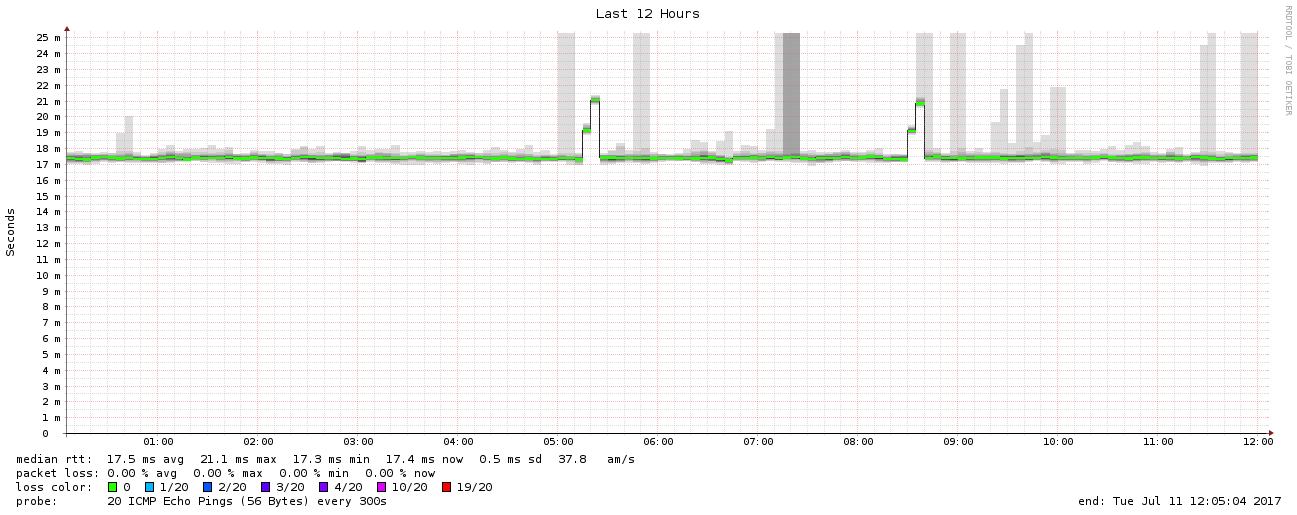 Last 12 Hours
RRDTOOL / TOBI OETIKER
Seconds
25 m
24 m
23 m
22 m
21 m
20 m
19 m
18 m
17 m
16 m
15 m
14 m
13 m
12 m
11 m
10 m
9 m
8 m
7 m
6 m
5 m
4 m
3 m
2 m
1 m
0
01:00 02:00 03:00 04:00 05:00 06:00 07:00 08:00 09:00 10:00 11:00 12:00
median rtt: 17.5 ms avg 21.1 ms max 17.3 ms min 17.4 ms now 0.5 ms sd 37.8 am/s
packet loss: 0.00 % avg 0.00 % max 0.00 % min 0.00 % now
loss color: 0 1/20 2/20 3/20 4/20 10/20 19/20
probe: 20 ICMP Echo Pings (56 Bytes) every 300s end: Tue Jul 11 12:05:04 2017